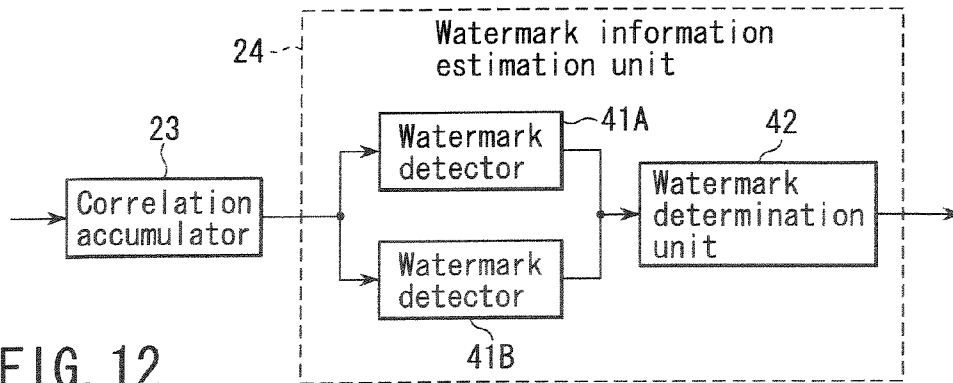 24
Watermark information
estimation unit
23
Correlation
accumulator
41A
Watermark
detector
Watermark
detector
41B
42
Watermark
determination
unit
FIG. 12